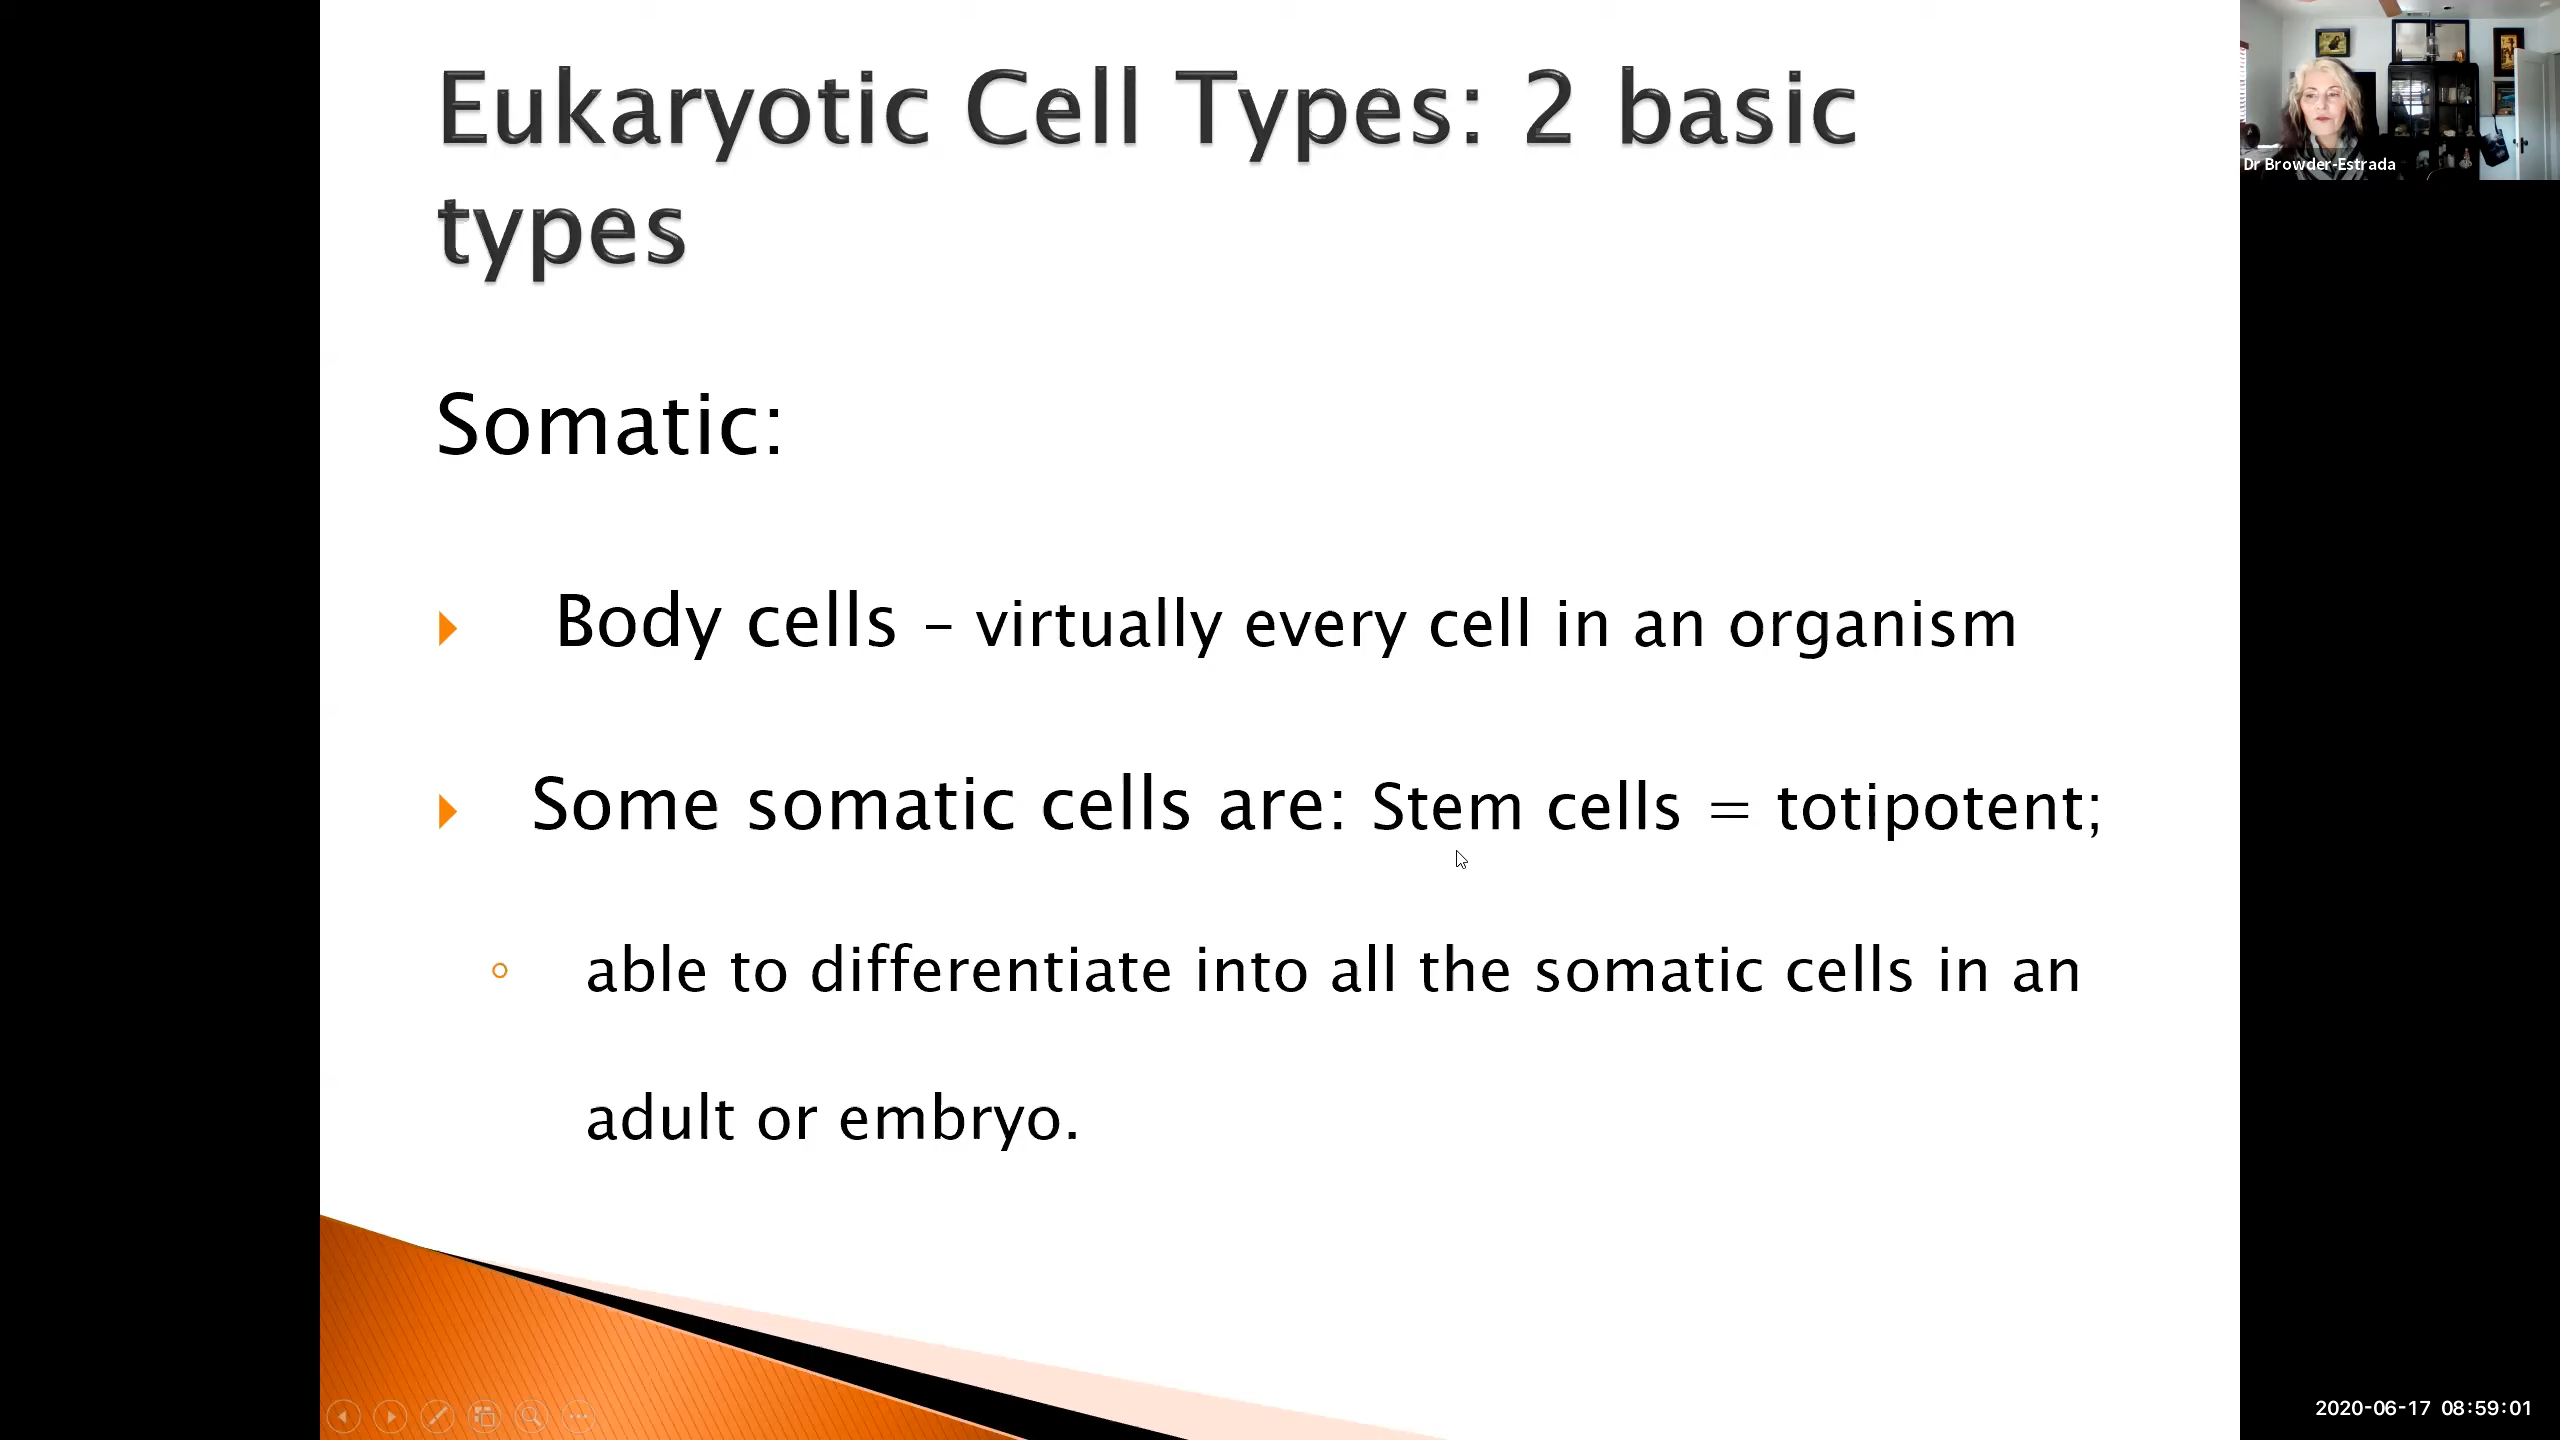 Eukaryotic Cell Types: 2 basic
types
Dr Browder-Estrada
Somatic:
Body cells – virtually every cell in an organism
Some somatic cells are: Stem cells = totipotent;
able to differentiate into all the somatic cells in an
adult or embryo.
2020-06-17 08:59:01